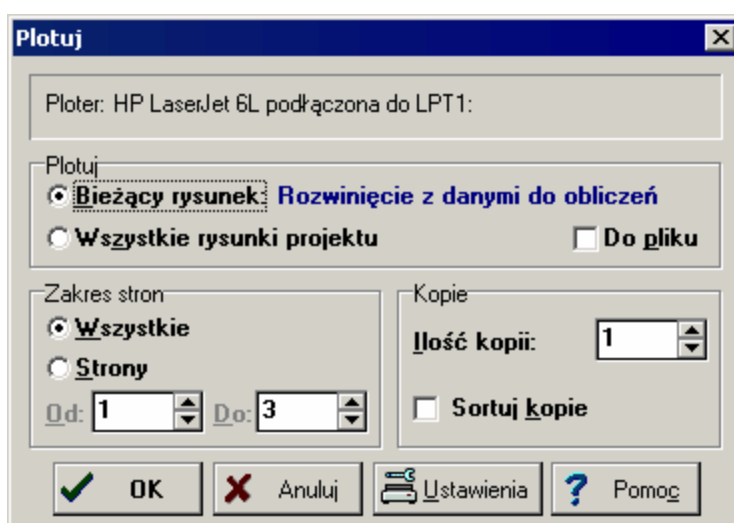 Plotuj
Ploter: HP LaserJet 6L podłączona do LPT1:
Plotuj
Bieżący rysunek: Rozwinięcie z danymi do obliczeń
Wszystkie rysunki projektu Do pliku
Zakres stron
Wszystkie
Strony
Od: 1 Do: 3
Kopie
Ilość kopii: 1
Sortuj kopie
OK Anuluj Ustawienia Pomoc